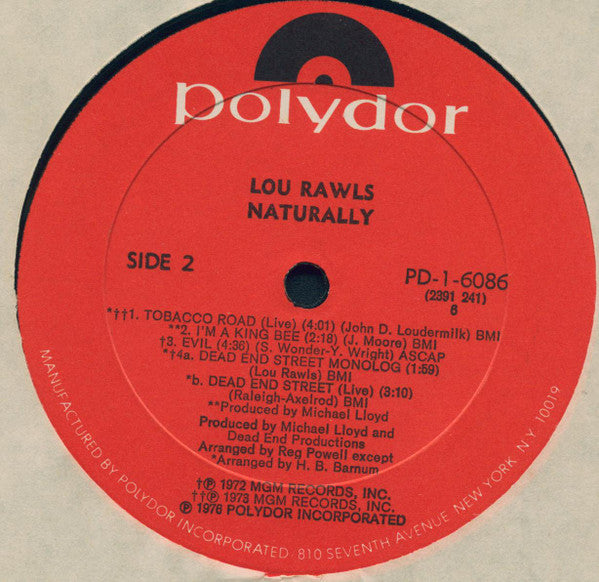 polydor
LOU RAWLS
NATURALLY
SIDE 2
PD-1-6086
(2391 241)
6
*††1. TOBACCO ROAD (Live) (4:01) (John D. Loudermilk) BMI
**2. I'M A KING BEE (2:18) (J. Moore) BMI
†3. EVIL (4:36) (S. Wonder-Y. Wright) ASCAP
*†4a. DEAD END STREET MONOLOG (1:59)
(Lou Rawls) BMI
*b. DEAD END STREET (Live) (3:10)
(Raleigh-Axelrod) BMI
**Produced by Michael Lloyd
Produced by Michael Lloyd and
Dead End Productions
Arranged by Reg Powell except
*Arranged by H. B. Barnum
†℗ 1972 MGM RECORDS, INC.
††℗ 1973 MGM RECORDS, INC.
℗ 1976 POLYDOR INCORPORATED
MANUFACTURED BY POLYDOR INCORPORATED · 810 SEVENTH AVENUE, NEW YORK, N.Y. 10019